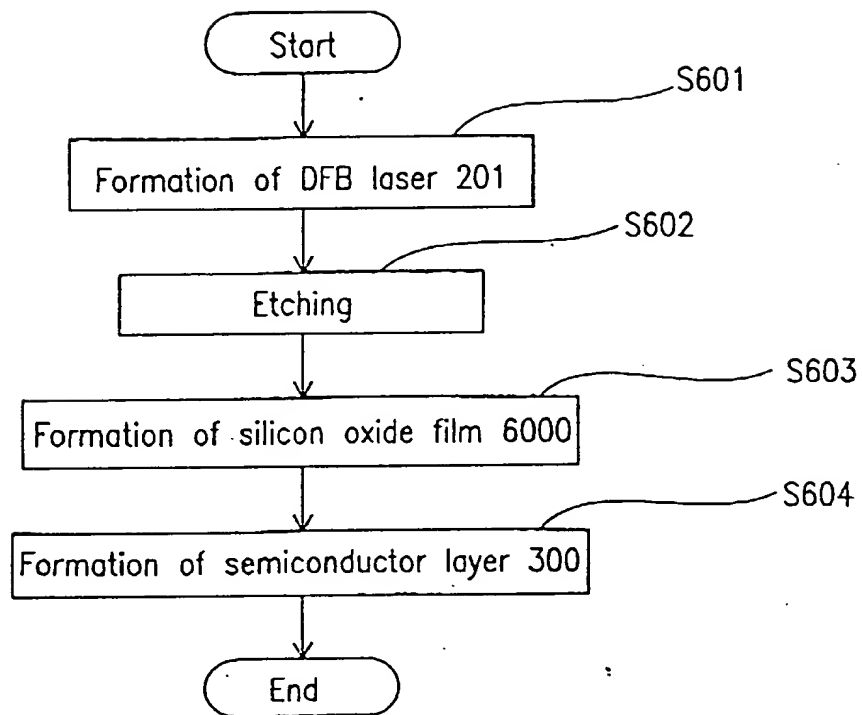 Start
S601
Formation of DFB laser 201
S602
Etching
S603
Formation of silicon oxide film 6000
S604
Formation of semiconductor layer 300
End